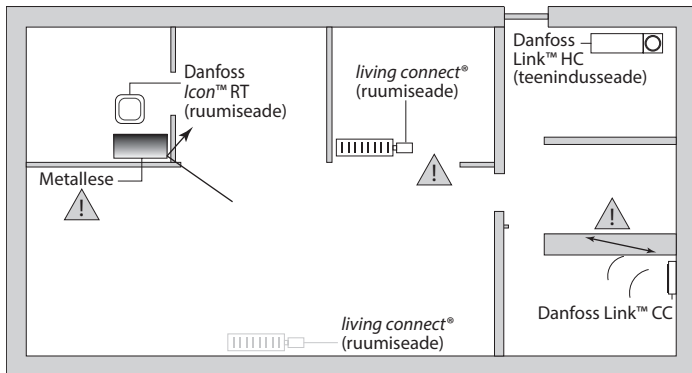 Danfoss
Icon™ RT
(ruumiseade)
living connect®
(ruumiseade)
Danfoss
Link™ HC
(teenindusseade)
Metallese
!
!
!
Danfoss Link™ CC
living connect®
(ruumiseade)